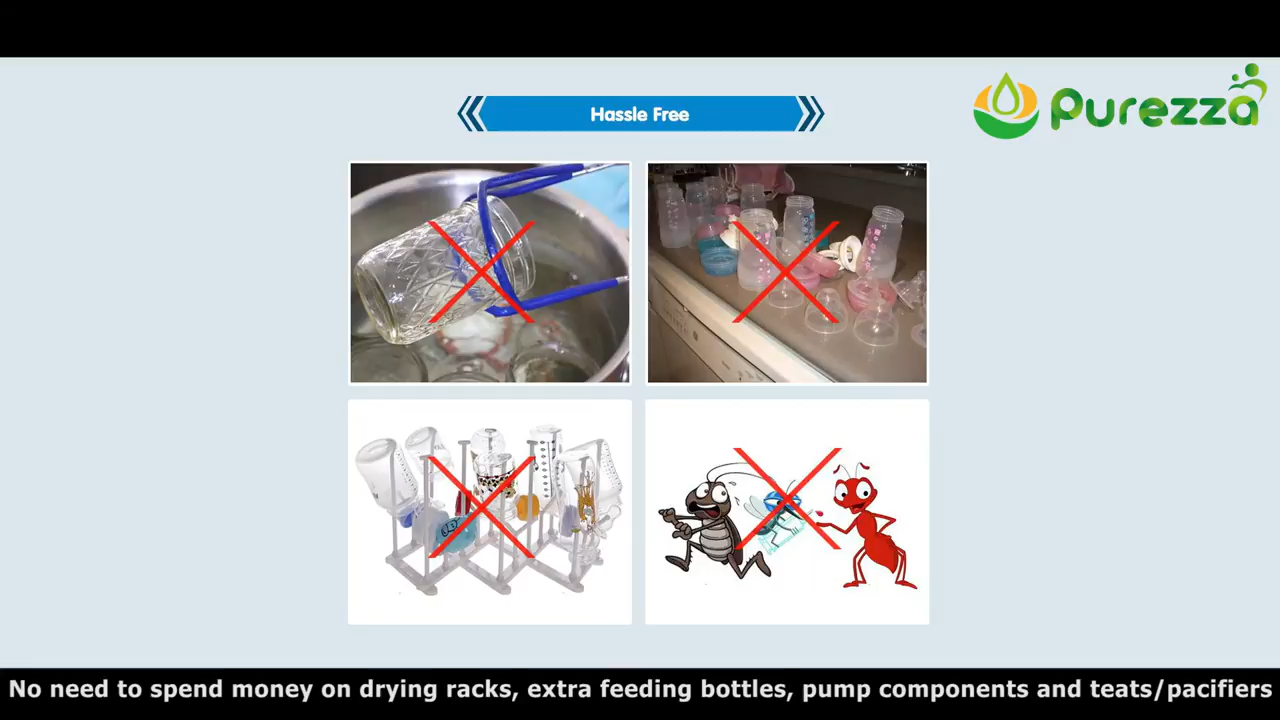 Hassle Free
Purezza
No need to spend money on drying racks, extra feeding bottles, pump components and teats/pacifiers